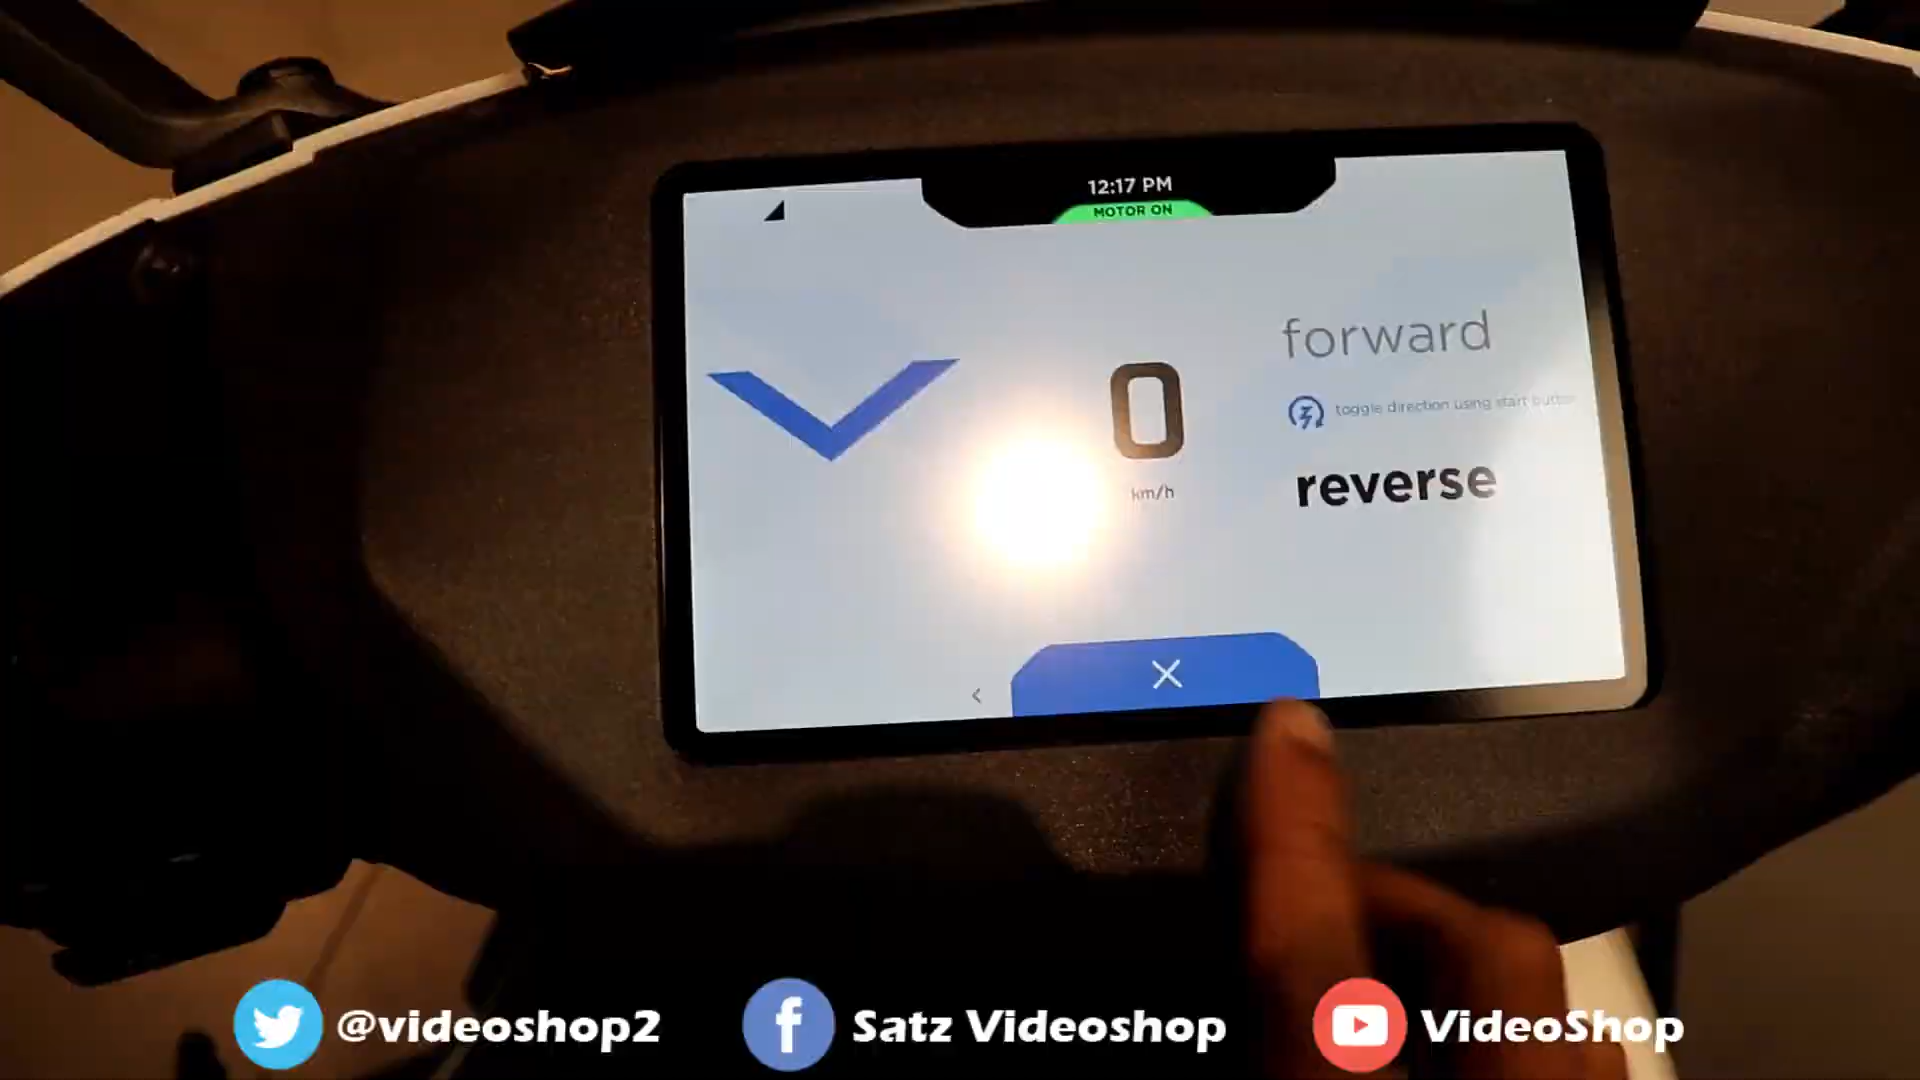 12:17 PM
MOTOR ON
forward
toggle direction using start button
0
km/h
reverse
@videoshop2
Satz Videoshop
VideoShop